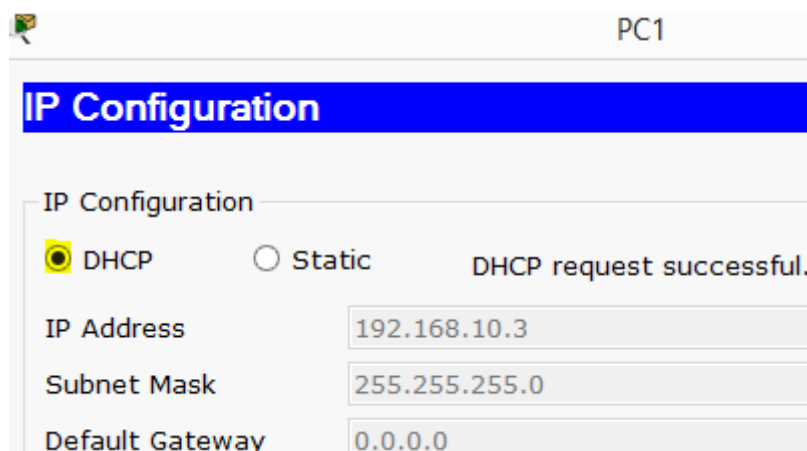 PC1
IP Configuration
IP Configuration
DHCP Static DHCP request successful.
IP Address 192.168.10.3
Subnet Mask 255.255.255.0
Default Gateway 0.0.0.0